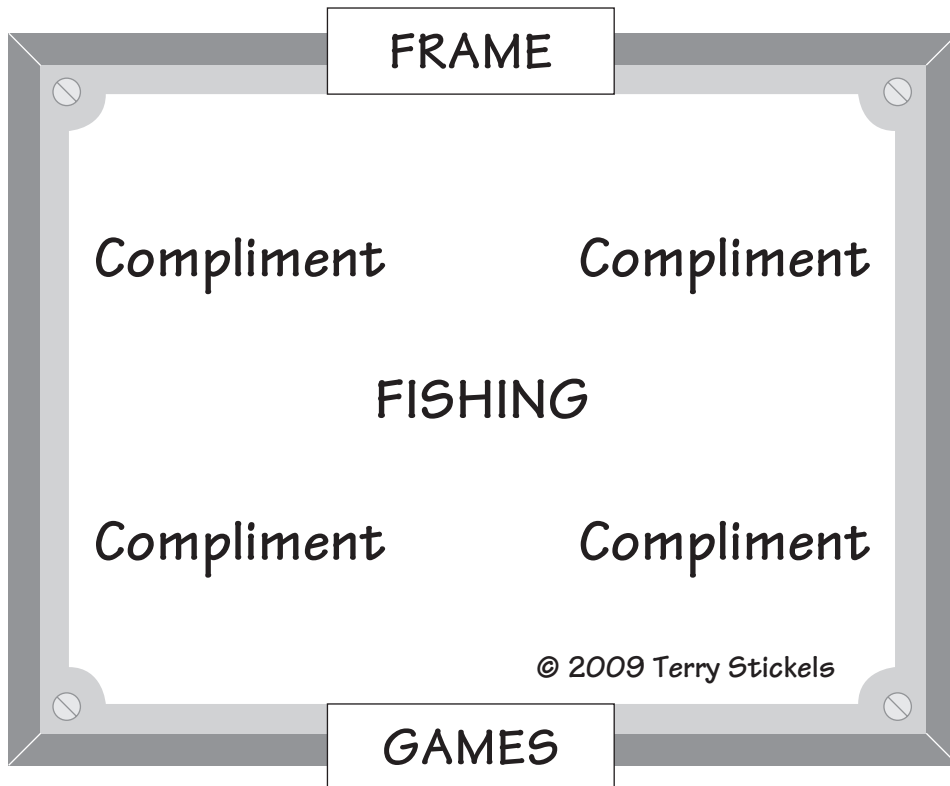 FRAME
Compliment Compliment
FISHING
Compliment Compliment
© 2009 Terry Stickels
GAMES